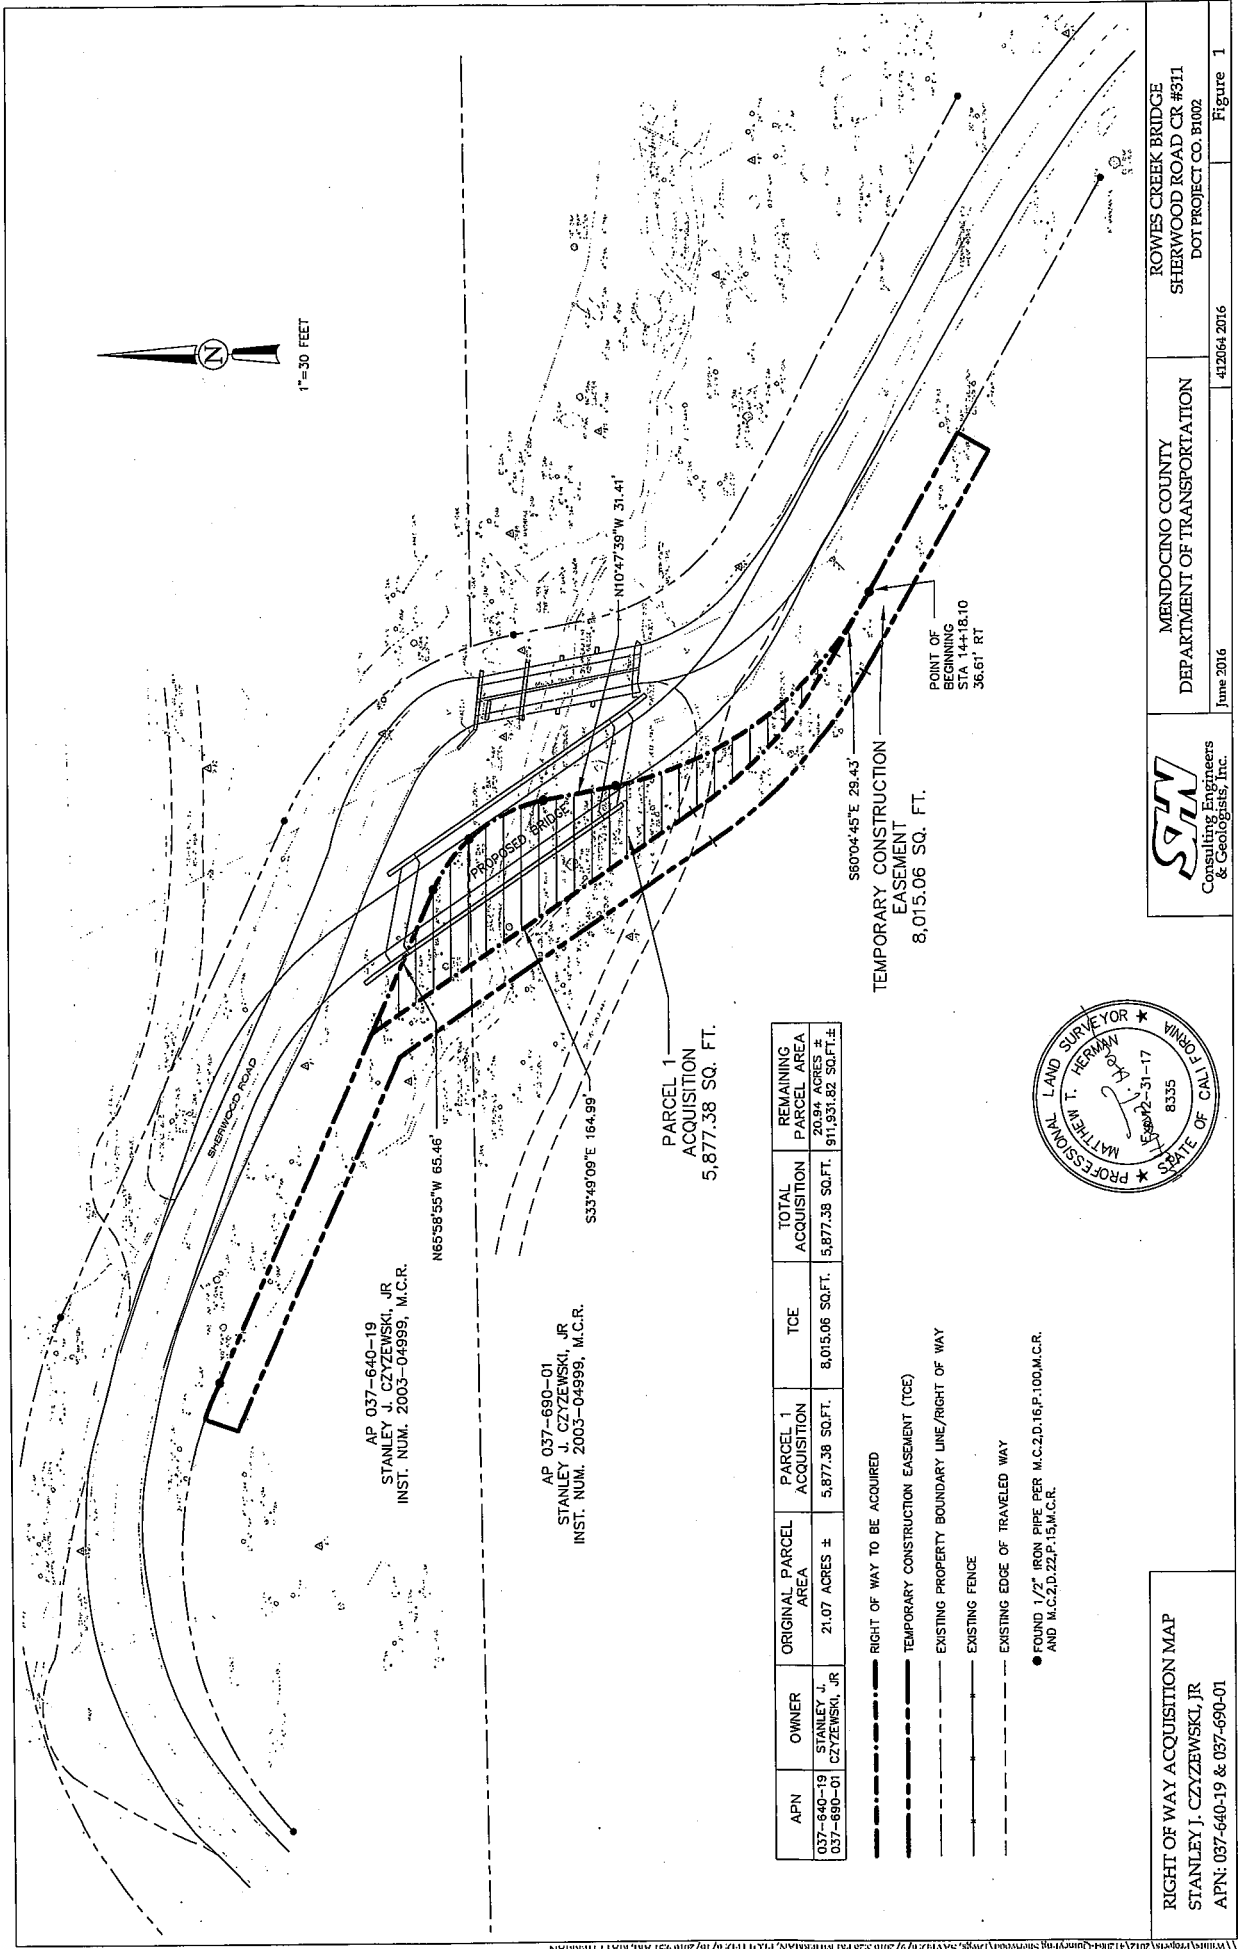 1"=30 FEET
N
SHERWOOD ROAD
PROPOSED BRIDGE
N10°47'39"W 31.41'
N65°58'55"W 65.46'
S33°49'09"E 164.99'
S60°04'45"E 29.43'
POINT OF
BEGINNING
STA 14+18.10
36.61' RT
TEMPORARY CONSTRUCTION
EASEMENT
8,015.06 SQ. FT.
PARCEL 1
ACQUISITION
5,877.38 SQ. FT.
AP 037-640-19
STANLEY J. CZYZEWSKI, JR
INST. NUM. 2003-04999, M.C.R.
AP 037-690-01
STANLEY J. CZYZEWSKI, JR
INST. NUM. 2003-04999, M.C.R.
APN OWNER ORIGINAL PARCEL AREA PARCEL 1 ACQUISITION TCE TOTAL ACQUISITION REMAINING PARCEL AREA
037-640-19 037-690-01 STANLEY J. CZYZEWSKI, JR 21.07 ACRES ± 5,877.38 SQ.FT. 8,015.06 SQ.FT. 5,877.38 SQ.FT. 20.94 ACRES ± 911,931.82 SQ.FT.±
RIGHT OF WAY TO BE ACQUIRED
TEMPORARY CONSTRUCTION EASEMENT (TCE)
EXISTING PROPERTY BOUNDARY LINE/RIGHT OF WAY
EXISTING FENCE
EXISTING EDGE OF TRAVELED WAY
FOUND 1/2" IRON PIPE PER M.C.2,D.16,P.100,M.C.R.
AND M.C.2,D.22,P.15,M.C.R.
PROFESSIONAL LAND SURVEYOR
MATTHEW T. HERMAN
12-31-17
8335
STATE OF CALIFORNIA
RIGHT OF WAY ACQUISITION MAP
STANLEY J. CZYZEWSKI, JR
APN: 037-640-19 & 037-690-01
SHN
Consulting Engineers
& Geologists, Inc.
MENDOCINO COUNTY
DEPARTMENT OF TRANSPORTATION
ROWES CREEK BRIDGE
SHERWOOD ROAD CR #311
DOT PROJECT CO. B1002
June 2016
412064 2016
Figure 1